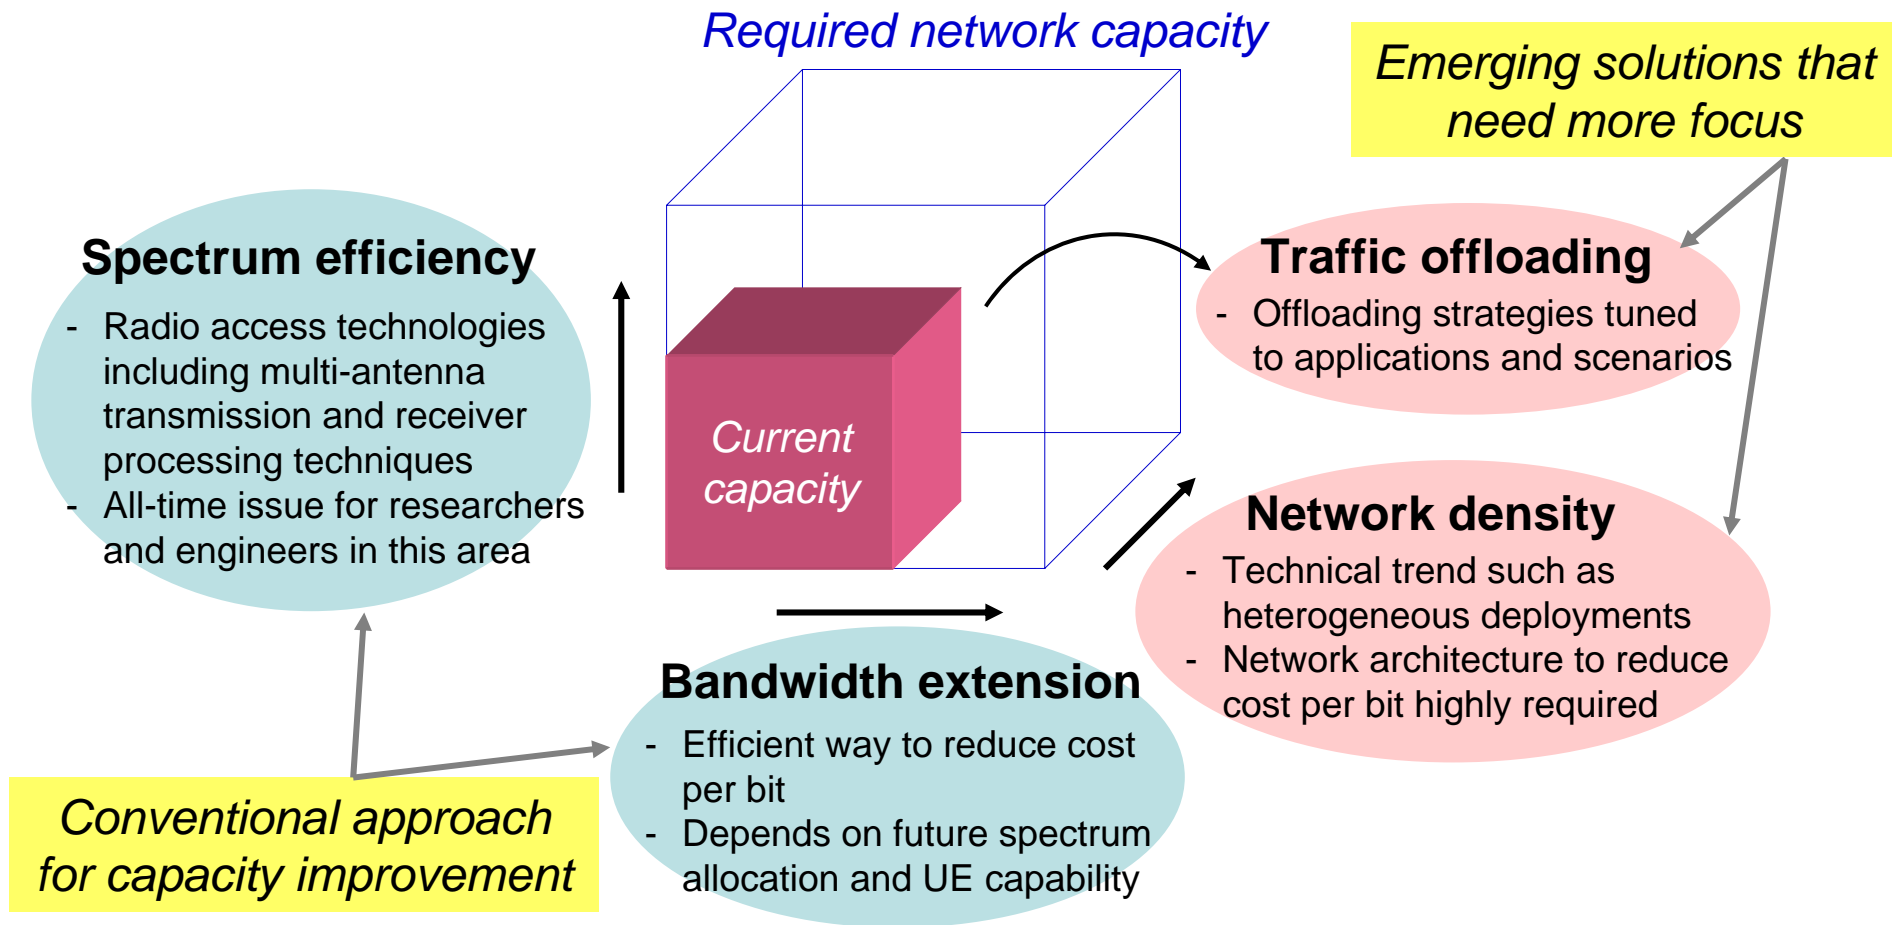 Required network capacity
Emerging solutions that
need more focus
Spectrum efficiency
- Radio access technologies
including multi-antenna
transmission and receiver
processing techniques
- All-time issue for researchers
and engineers in this area
Current
capacity
Traffic offloading
- Offloading strategies tuned
to applications and scenarios
Network density
- Technical trend such as
heterogeneous deployments
- Network architecture to reduce
cost per bit highly required
Bandwidth extension
- Efficient way to reduce cost
per bit
- Depends on future spectrum
allocation and UE capability
Conventional approach
for capacity improvement